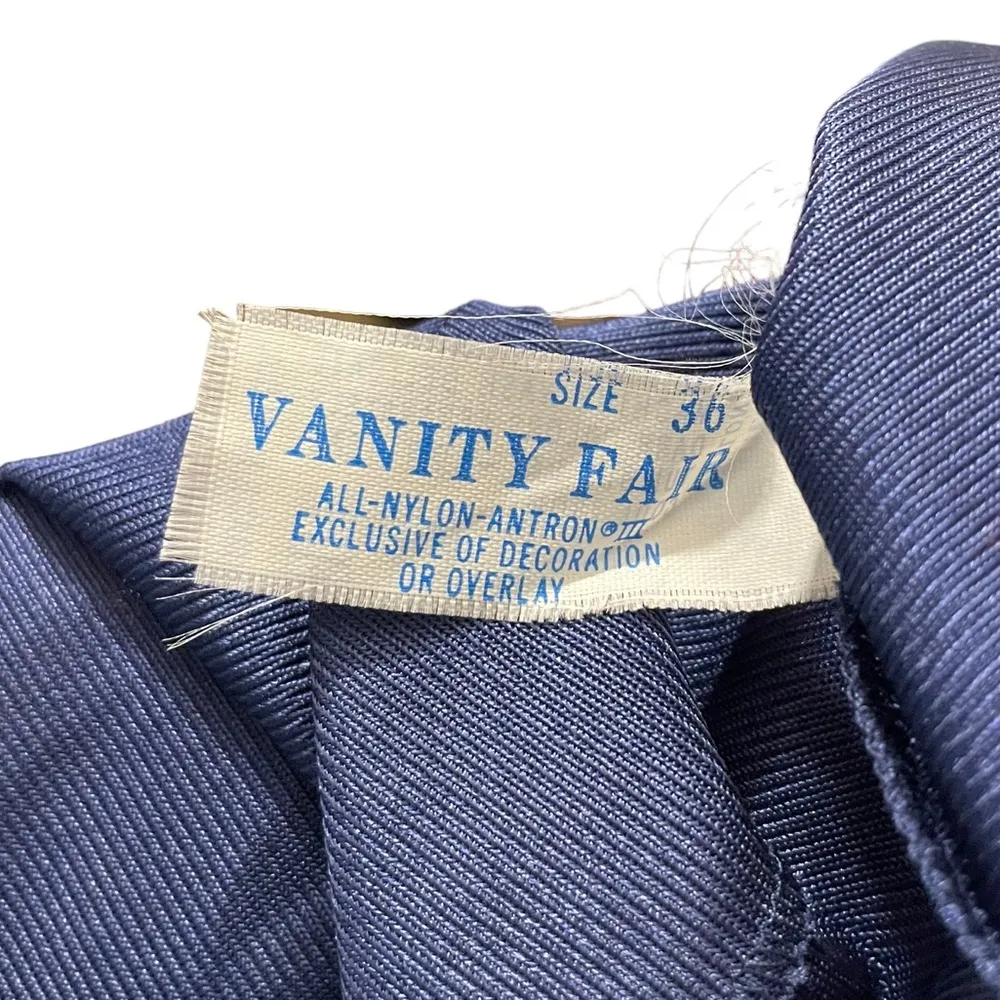 SIZE 36
VANITY FAIR
ALL-NYLON-ANTRON® III
EXCLUSIVE OF DECORATION
OR OVERLAY